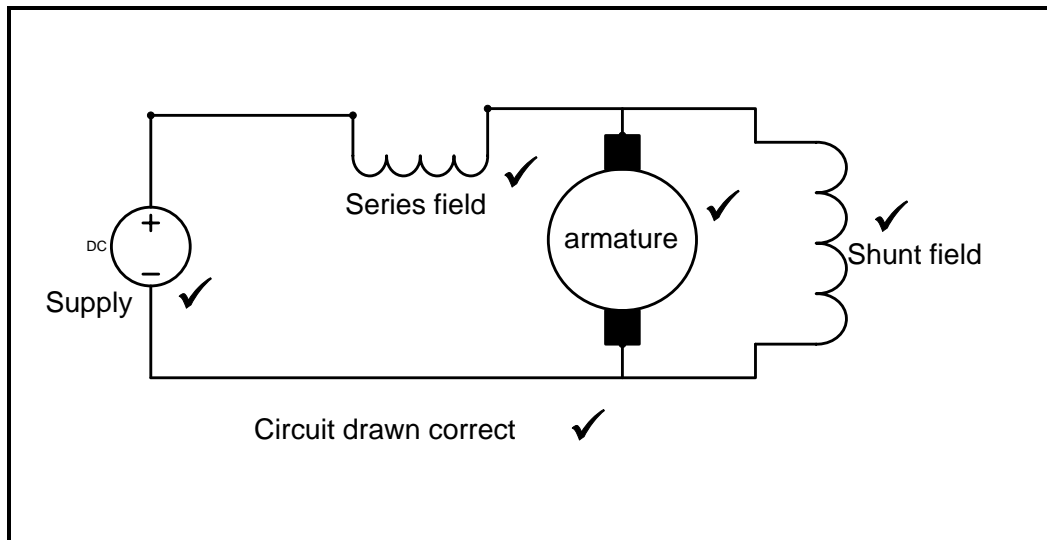 Series field
armature
+
DC
−
Shunt field
Supply
Circuit drawn correct